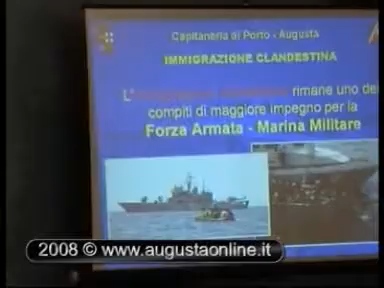 Capitaneria di Porto - Augusta
IMMIGRAZIONE CLANDESTINA
L' rimane uno dei
compiti di maggiore impegno per la
Forza Armata - Marina Militare
2008 © www.augustaonline.it